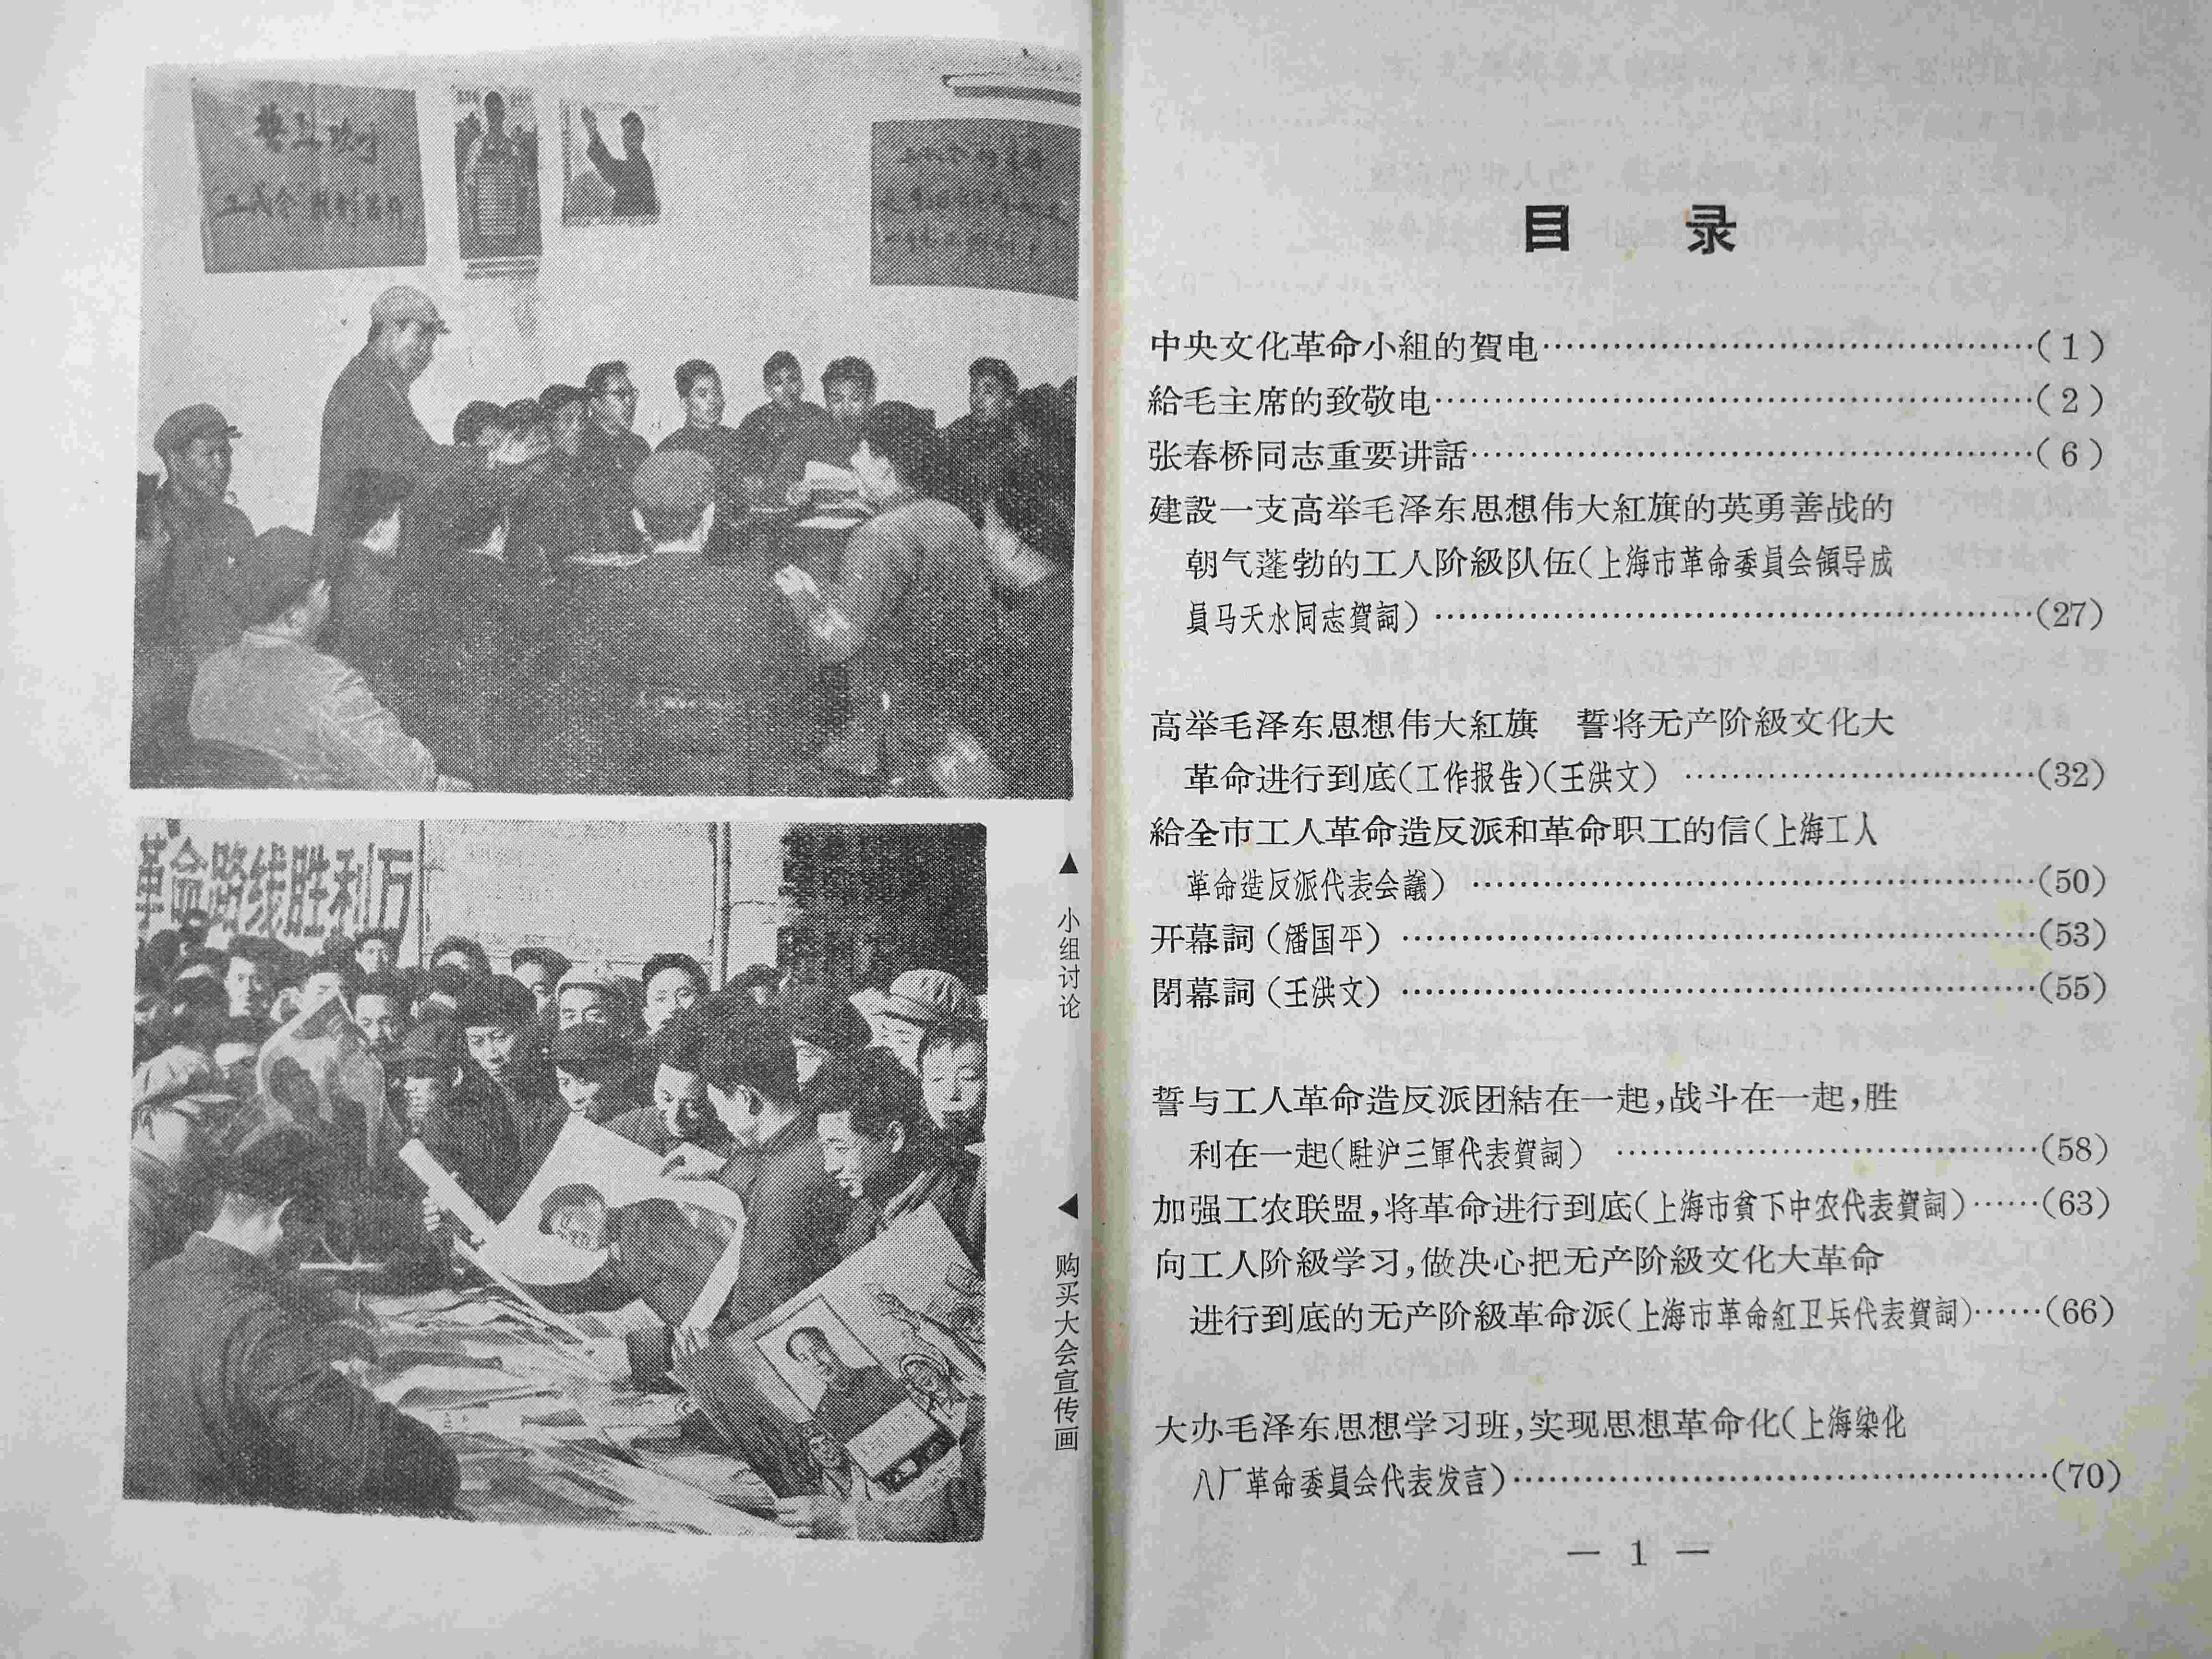 革命路线胜利万
▲ 小组讨论
◀ 购买大会宣传画
目 录
中央文化革命小組的賀电……………………………………(1)
給毛主席的致敬电……………………………………………(2)
张春桥同志重要讲話…………………………………………(6)
建設一支高举毛泽东思想伟大紅旗的英勇善战的
朝气蓬勃的工人阶級队伍(上海市革命委員会領导成
員马天水同志賀詞)……………………………………………(27)
高举毛泽东思想伟大紅旗 誓将无产阶級文化大
革命进行到底(工作报告)(王洪文)…………………………(32)
給全市工人革命造反派和革命职工的信(上海工人
革命造反派代表会議)…………………………………………(50)
开幕詞(潘国平)………………………………………………(53)
閉幕詞(王洪文)………………………………………………(55)
誓与工人革命造反派团結在一起,战斗在一起,胜
利在一起(駐沪三軍代表賀詞)………………………………(58)
加强工农联盟,将革命进行到底(上海市貧下中农代表賀詞)……(63)
向工人阶級学习,做决心把无产阶級文化大革命
进行到底的无产阶級革命派(上海市革命紅卫兵代表賀詞)……(66)
大办毛泽东思想学习班,实现思想革命化(上海染化
八厂革命委員会代表发言)……………………………………(70)
— 1 —